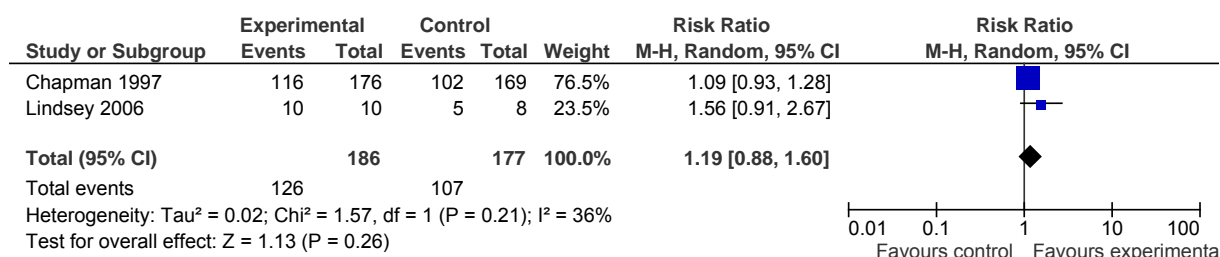 Experimental Control Risk Ratio Risk Ratio
Study or Subgroup Events Total Events Total Weight M-H, Random, 95% CI M-H, Random, 95% CI
Chapman 1997 116 176 102 169 76.5% 1.09 [0.93, 1.28]
Lindsey 2006 10 10 5 8 23.5% 1.56 [0.91, 2.67]
Total (95% CI) 186 177 100.0% 1.19 [0.88, 1.60]
Total events 126 107
Heterogeneity: Tau² = 0.02; Chi² = 1.57, df = 1 (P = 0.21); I² = 36%
Test for overall effect: Z = 1.13 (P = 0.26)
0.01 0.1 1 10 100
Favours control Favours experimenta